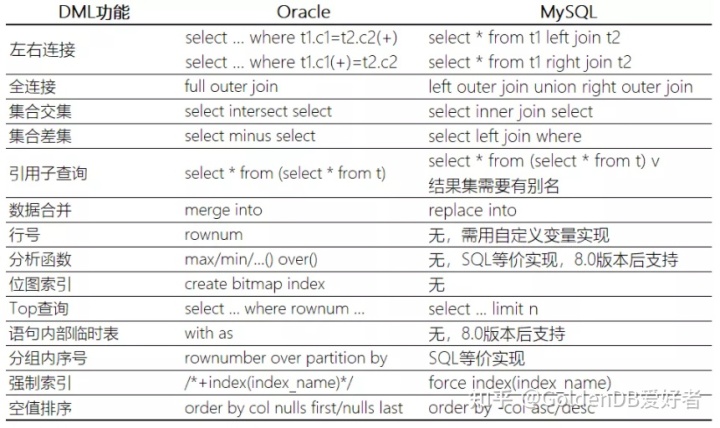 DML功能 Oracle MySQL
左右连接 select ... where t1.c1=t2.c2(+) select * from t1 left join t2
select ... where t1.c1(+)=t2.c2 select * from t1 right join t2
全连接 full outer join left outer join union right outer join
集合交集 select intersect select select inner join select
集合差集 select minus select select left join where
引用子查询 select * from (select * from t) select * from (select * from t) v
结果集需要有别名
数据合并 merge into replace into
行号 rownum 无，需用自定义变量实现
分析函数 max/min/...() over() 无，SQL等价实现，8.0版本后支持
位图索引 create bitmap index 无
Top查询 select ... where rownum ... select ... limit n
语句内部临时表 with as 无，8.0版本后支持
分组内序号 rownumber over partition by SQL等价实现
强制索引 /*+index(index_name)*/ force index(index_name)
空值排序 order by col nulls first/nulls last order by -col asc/desc
知乎 @GoldenDB爱好者